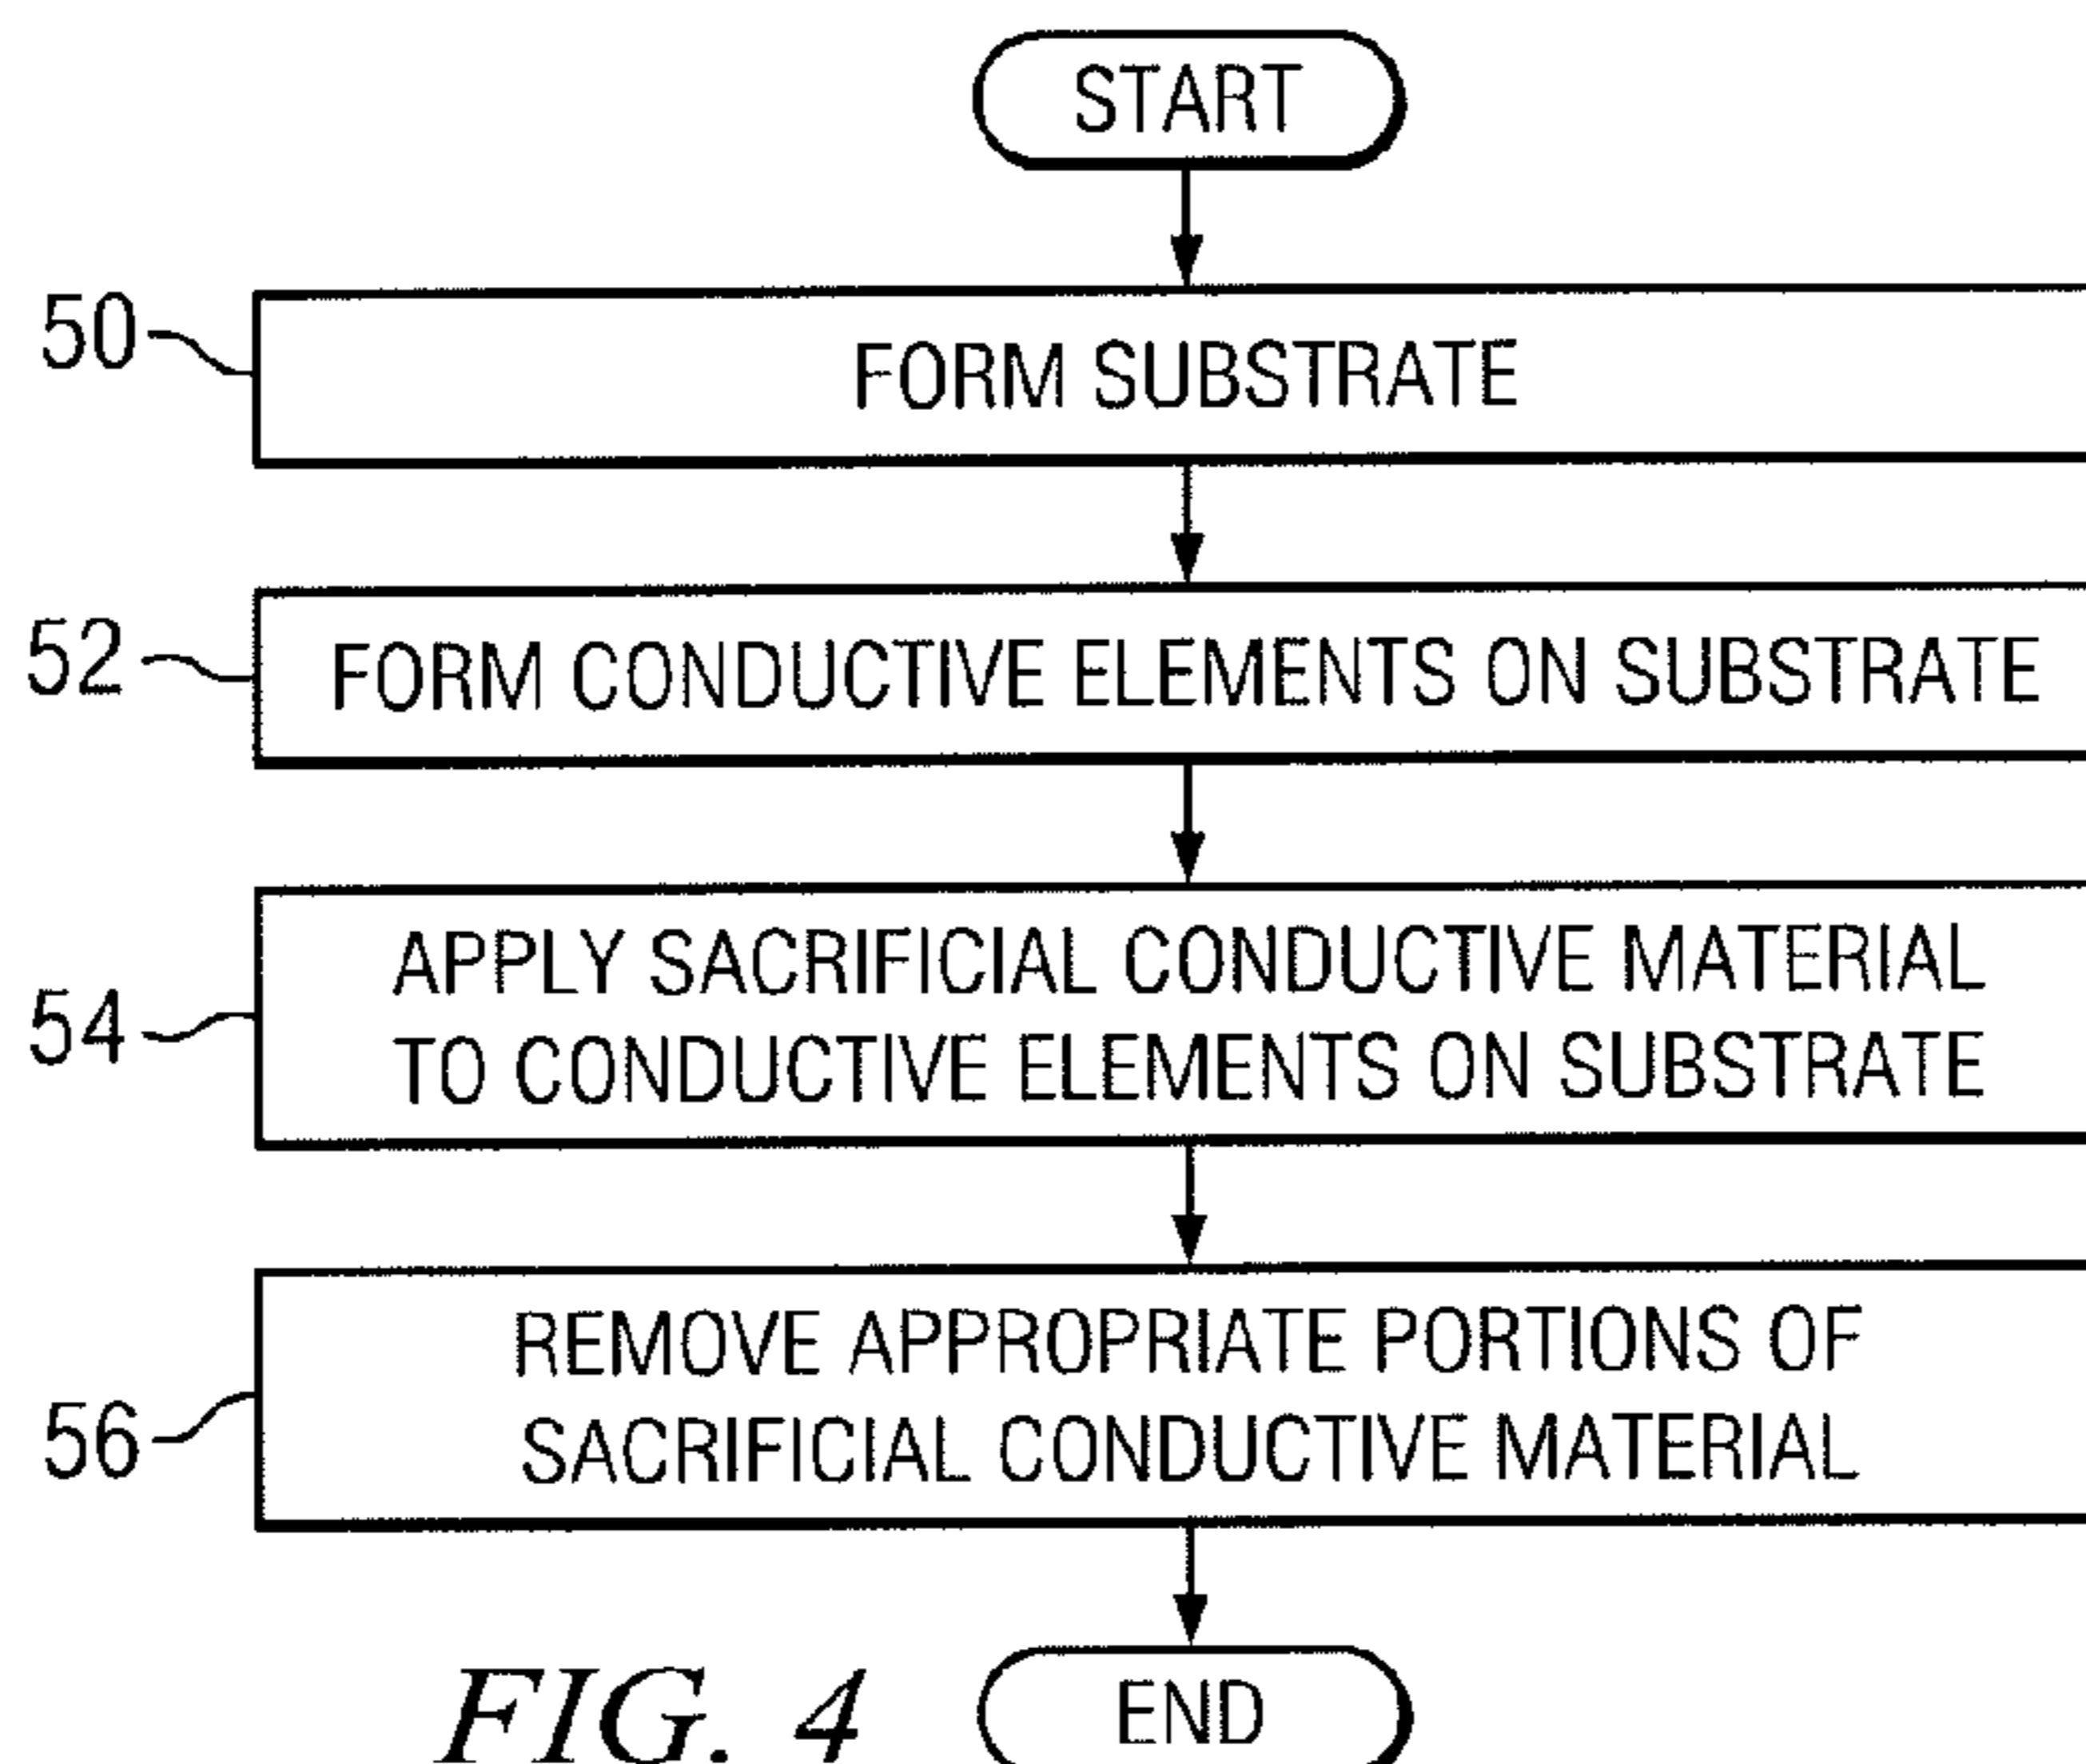 START
50
FORM SUBSTRATE
52
FORM CONDUCTIVE ELEMENTS ON SUBSTRATE
54
APPLY SACRIFICIAL CONDUCTIVE MATERIAL
TO CONDUCTIVE ELEMENTS ON SUBSTRATE
56
REMOVE APPROPRIATE PORTIONS OF
SACRIFICIAL CONDUCTIVE MATERIAL
FIG. 4
END